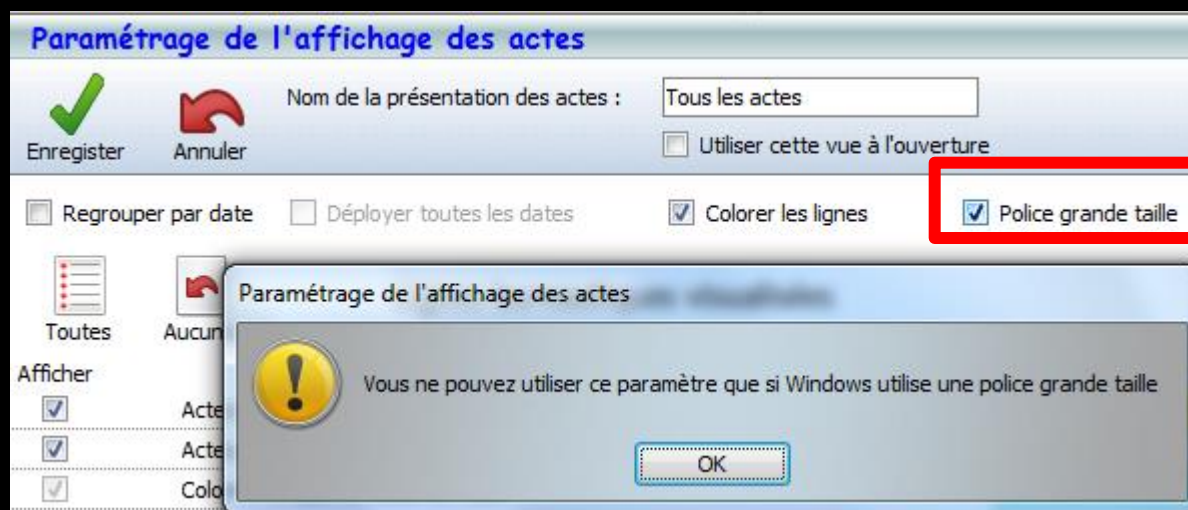 Paramétrage de l'affichage des actes
Nom de la présentation des actes : Tous les actes
Enregister Annuler
Utiliser cette vue à l'ouverture
Regrouper par date Déployer toutes les dates Colorer les lignes Police grande taille
Toutes Aucun
Paramétrage de l'affichage des actes
Vous ne pouvez utiliser ce paramètre que si Windows utilise une police grande taille
OK
Afficher
Acte
Acte
Colo